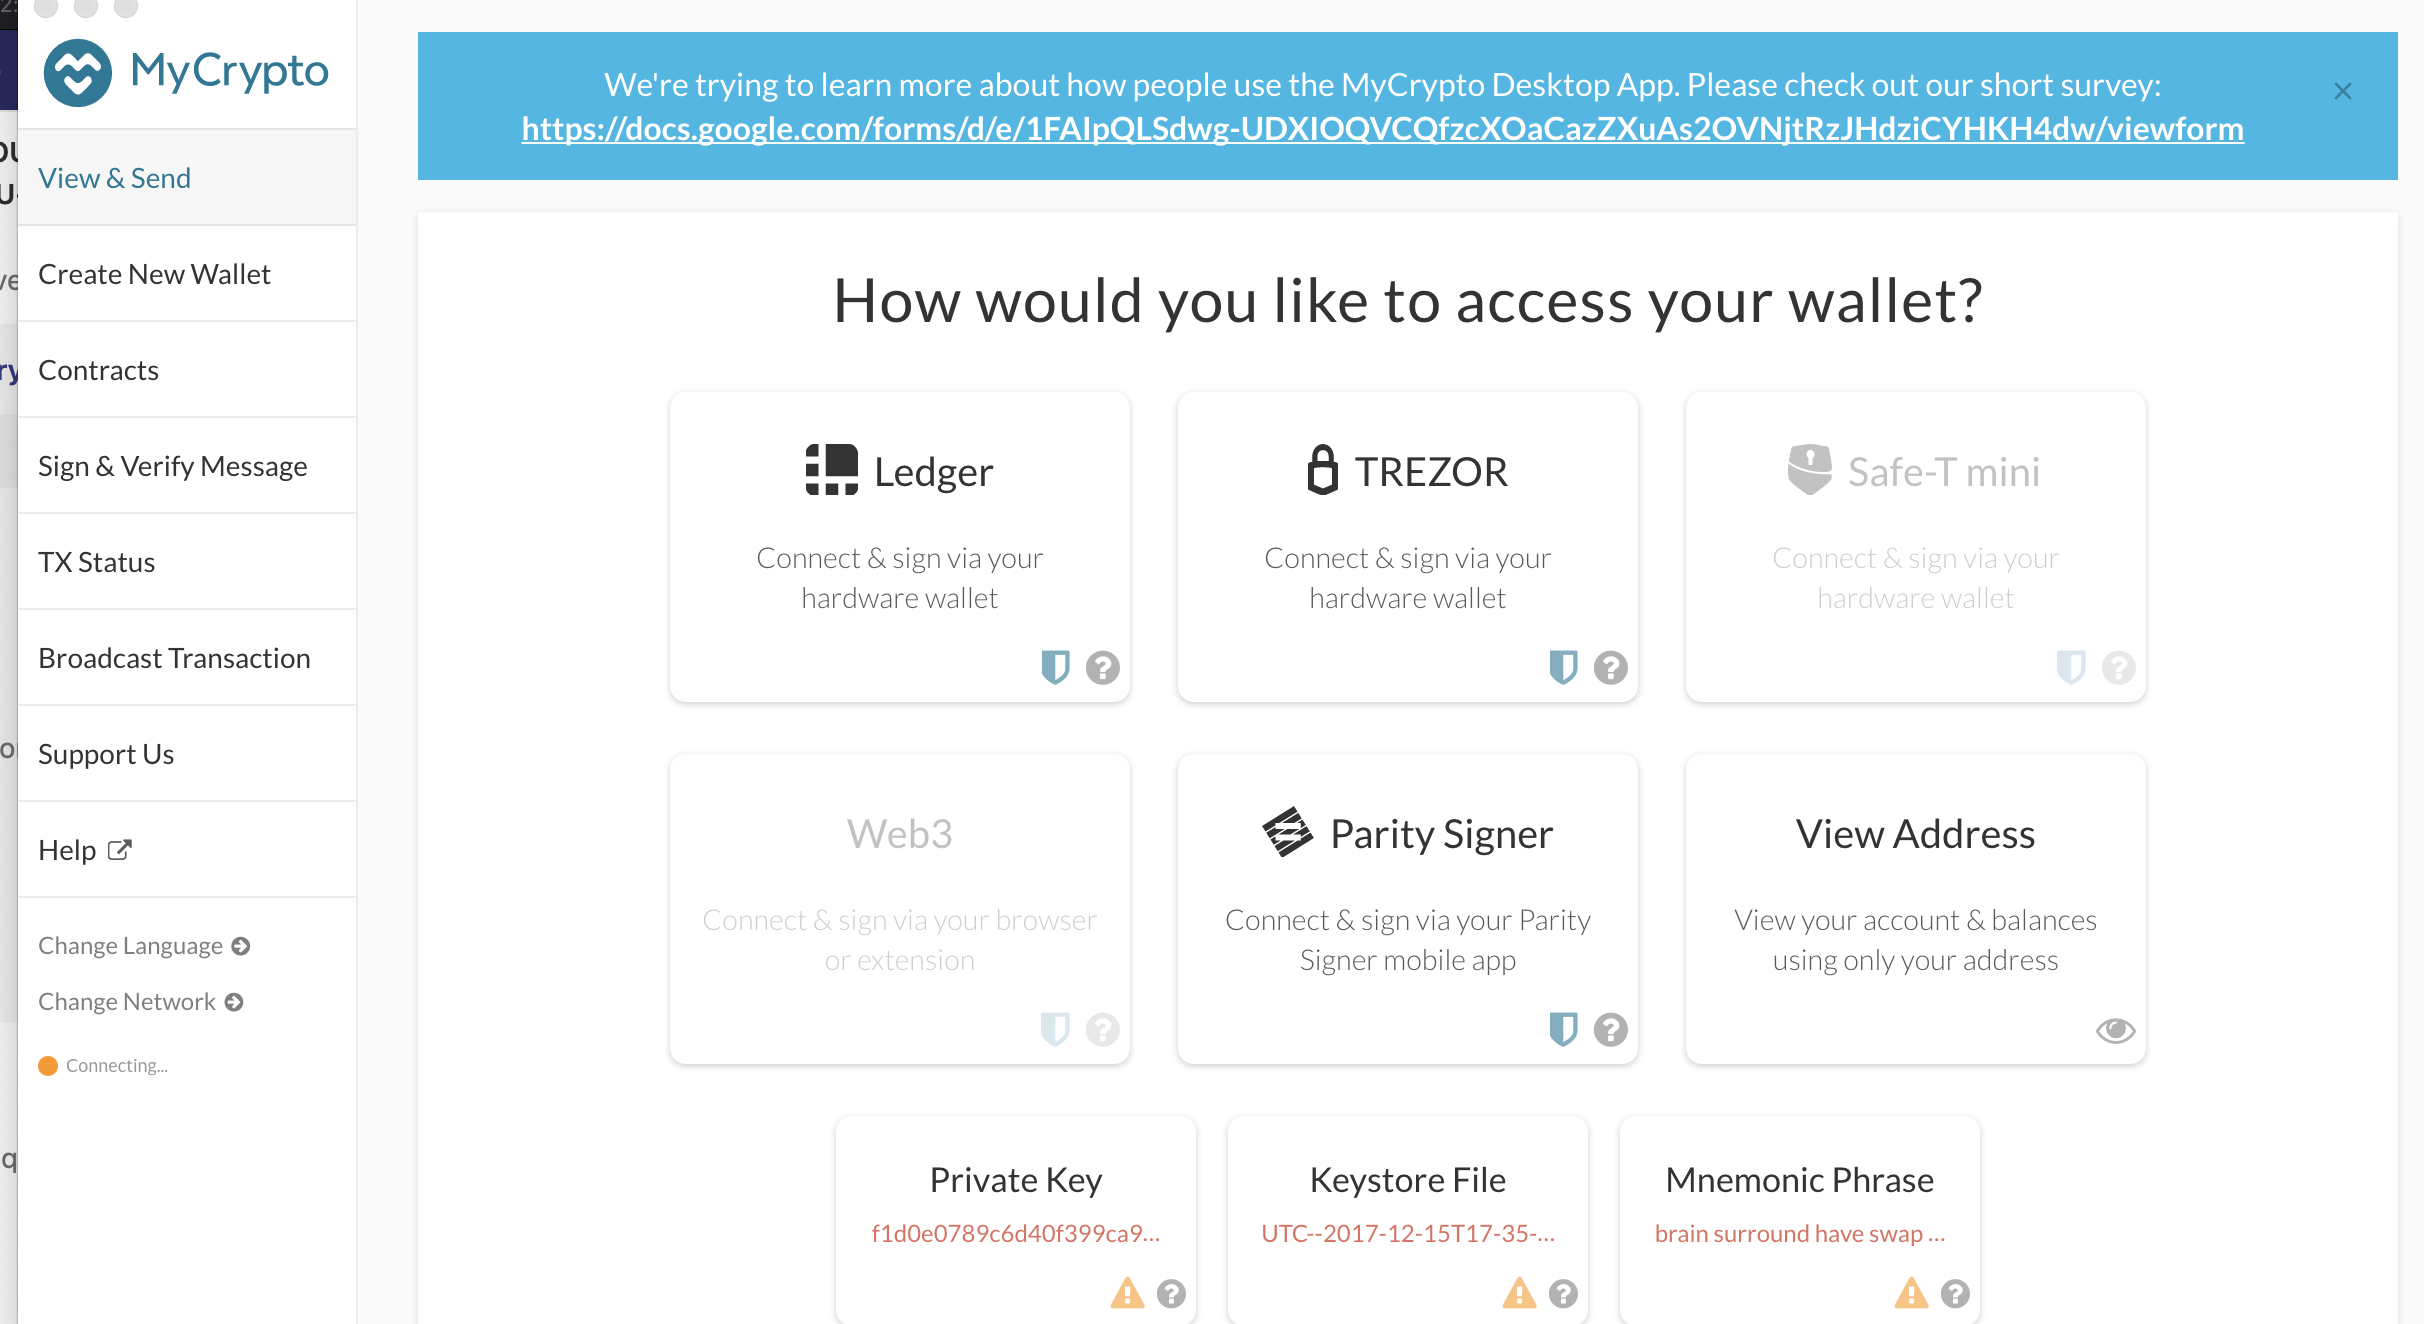 MyCrypto
View & Send
Create New Wallet
Contracts
Sign & Verify Message
TX Status
Broadcast Transaction
Support Us
Help
Change Language
Change Network
Connecting...
We're trying to learn more about how people use the MyCrypto Desktop App. Please check out our short survey:
https://docs.google.com/forms/d/e/1FAIpQLSdwg-UDXIOQVCQfzcXOaCazZXuAs2OVNjtRzJHdziCYHKH4dw/viewform
How would you like to access your wallet?
Ledger
Connect & sign via your
hardware wallet
TREZOR
Connect & sign via your
hardware wallet
Safe-T mini
Connect & sign via your
hardware wallet
Web3
Connect & sign via your browser
or extension
Parity Signer
Connect & sign via your Parity
Signer mobile app
View Address
View your account & balances
using only your address
Private Key
f1d0e0789c6d40f399ca9...
Keystore File
UTC--2017-12-15T17-35-...
Mnemonic Phrase
brain surround have swap ...